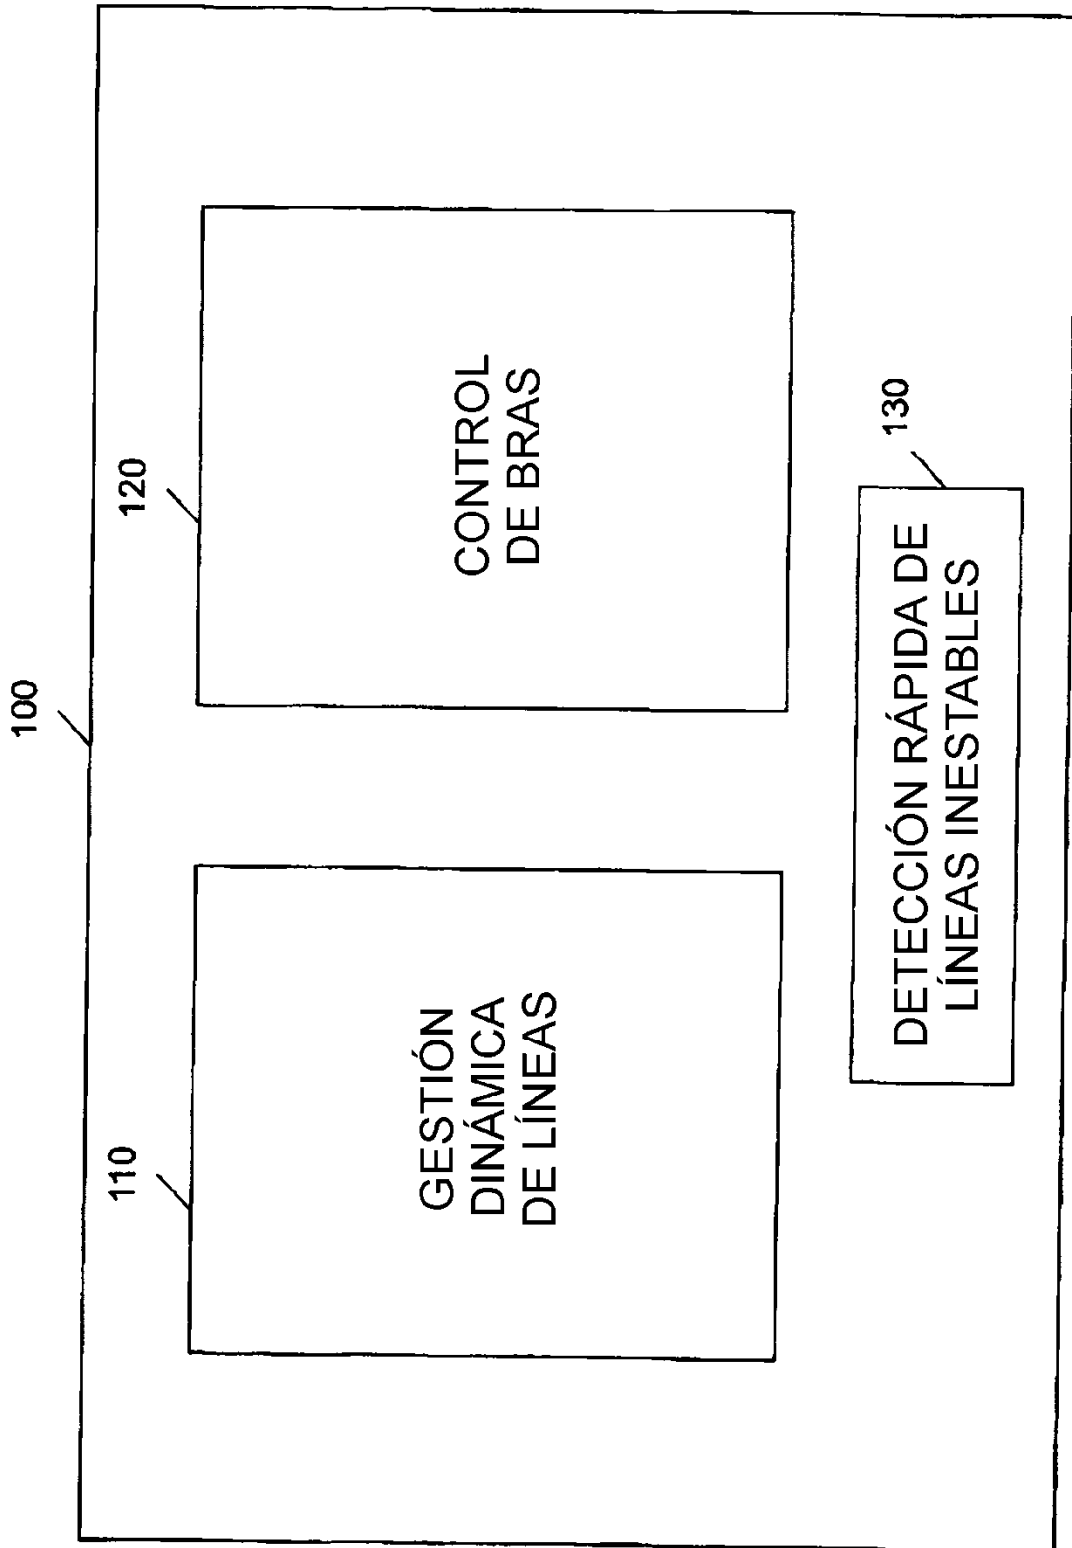 100
110
120
GESTIÓN
DINÁMICA
DE LÍNEAS
CONTROL
DE BRAS
130
DETECCIÓN RÁPIDA DE
LÍNEAS INESTABLES